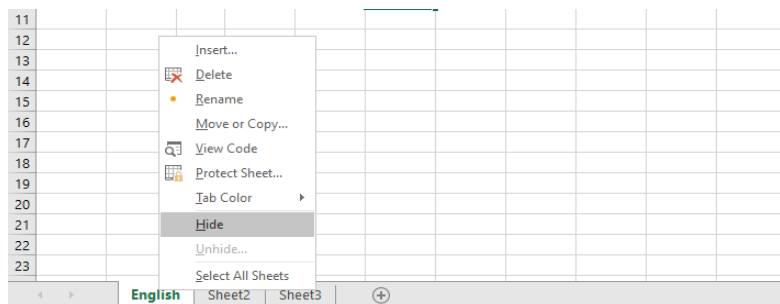 11
12
13
14
15
16
17
18
19
20
21
22
23
Insert...
Delete
Rename
Move or Copy...
View Code
Protect Sheet...
Tab Color
Hide
Unhide...
Select All Sheets
English Sheet2 Sheet3